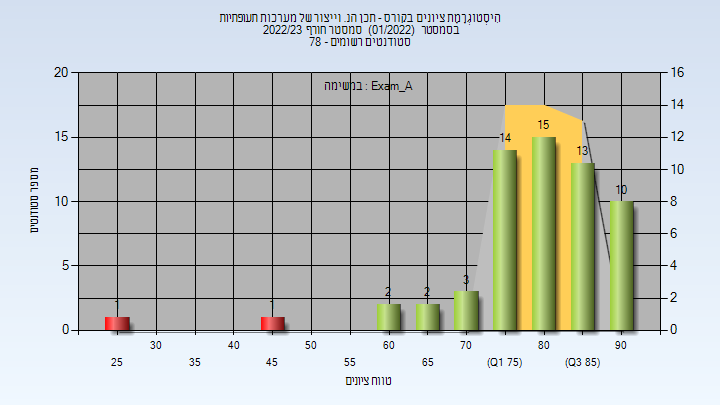 היסטוגרמת ציונים בקורס - תכן הנ. וייצור של מערכות תעופתיות
בסמסטר (01/2022) סמסטר חורף 2022/23
סטודנטים רשומים - 78
במשימה : Exam_A
20 16
15 14 12 10
10 8 6
5 4 2
0 0
מספר סטודנטים
1 1 2 2 3 14 15 13 10
30 40 50 60 70 80 90
25 35 45 55 65 (Q1 75) (Q3 85)
טווח ציונים